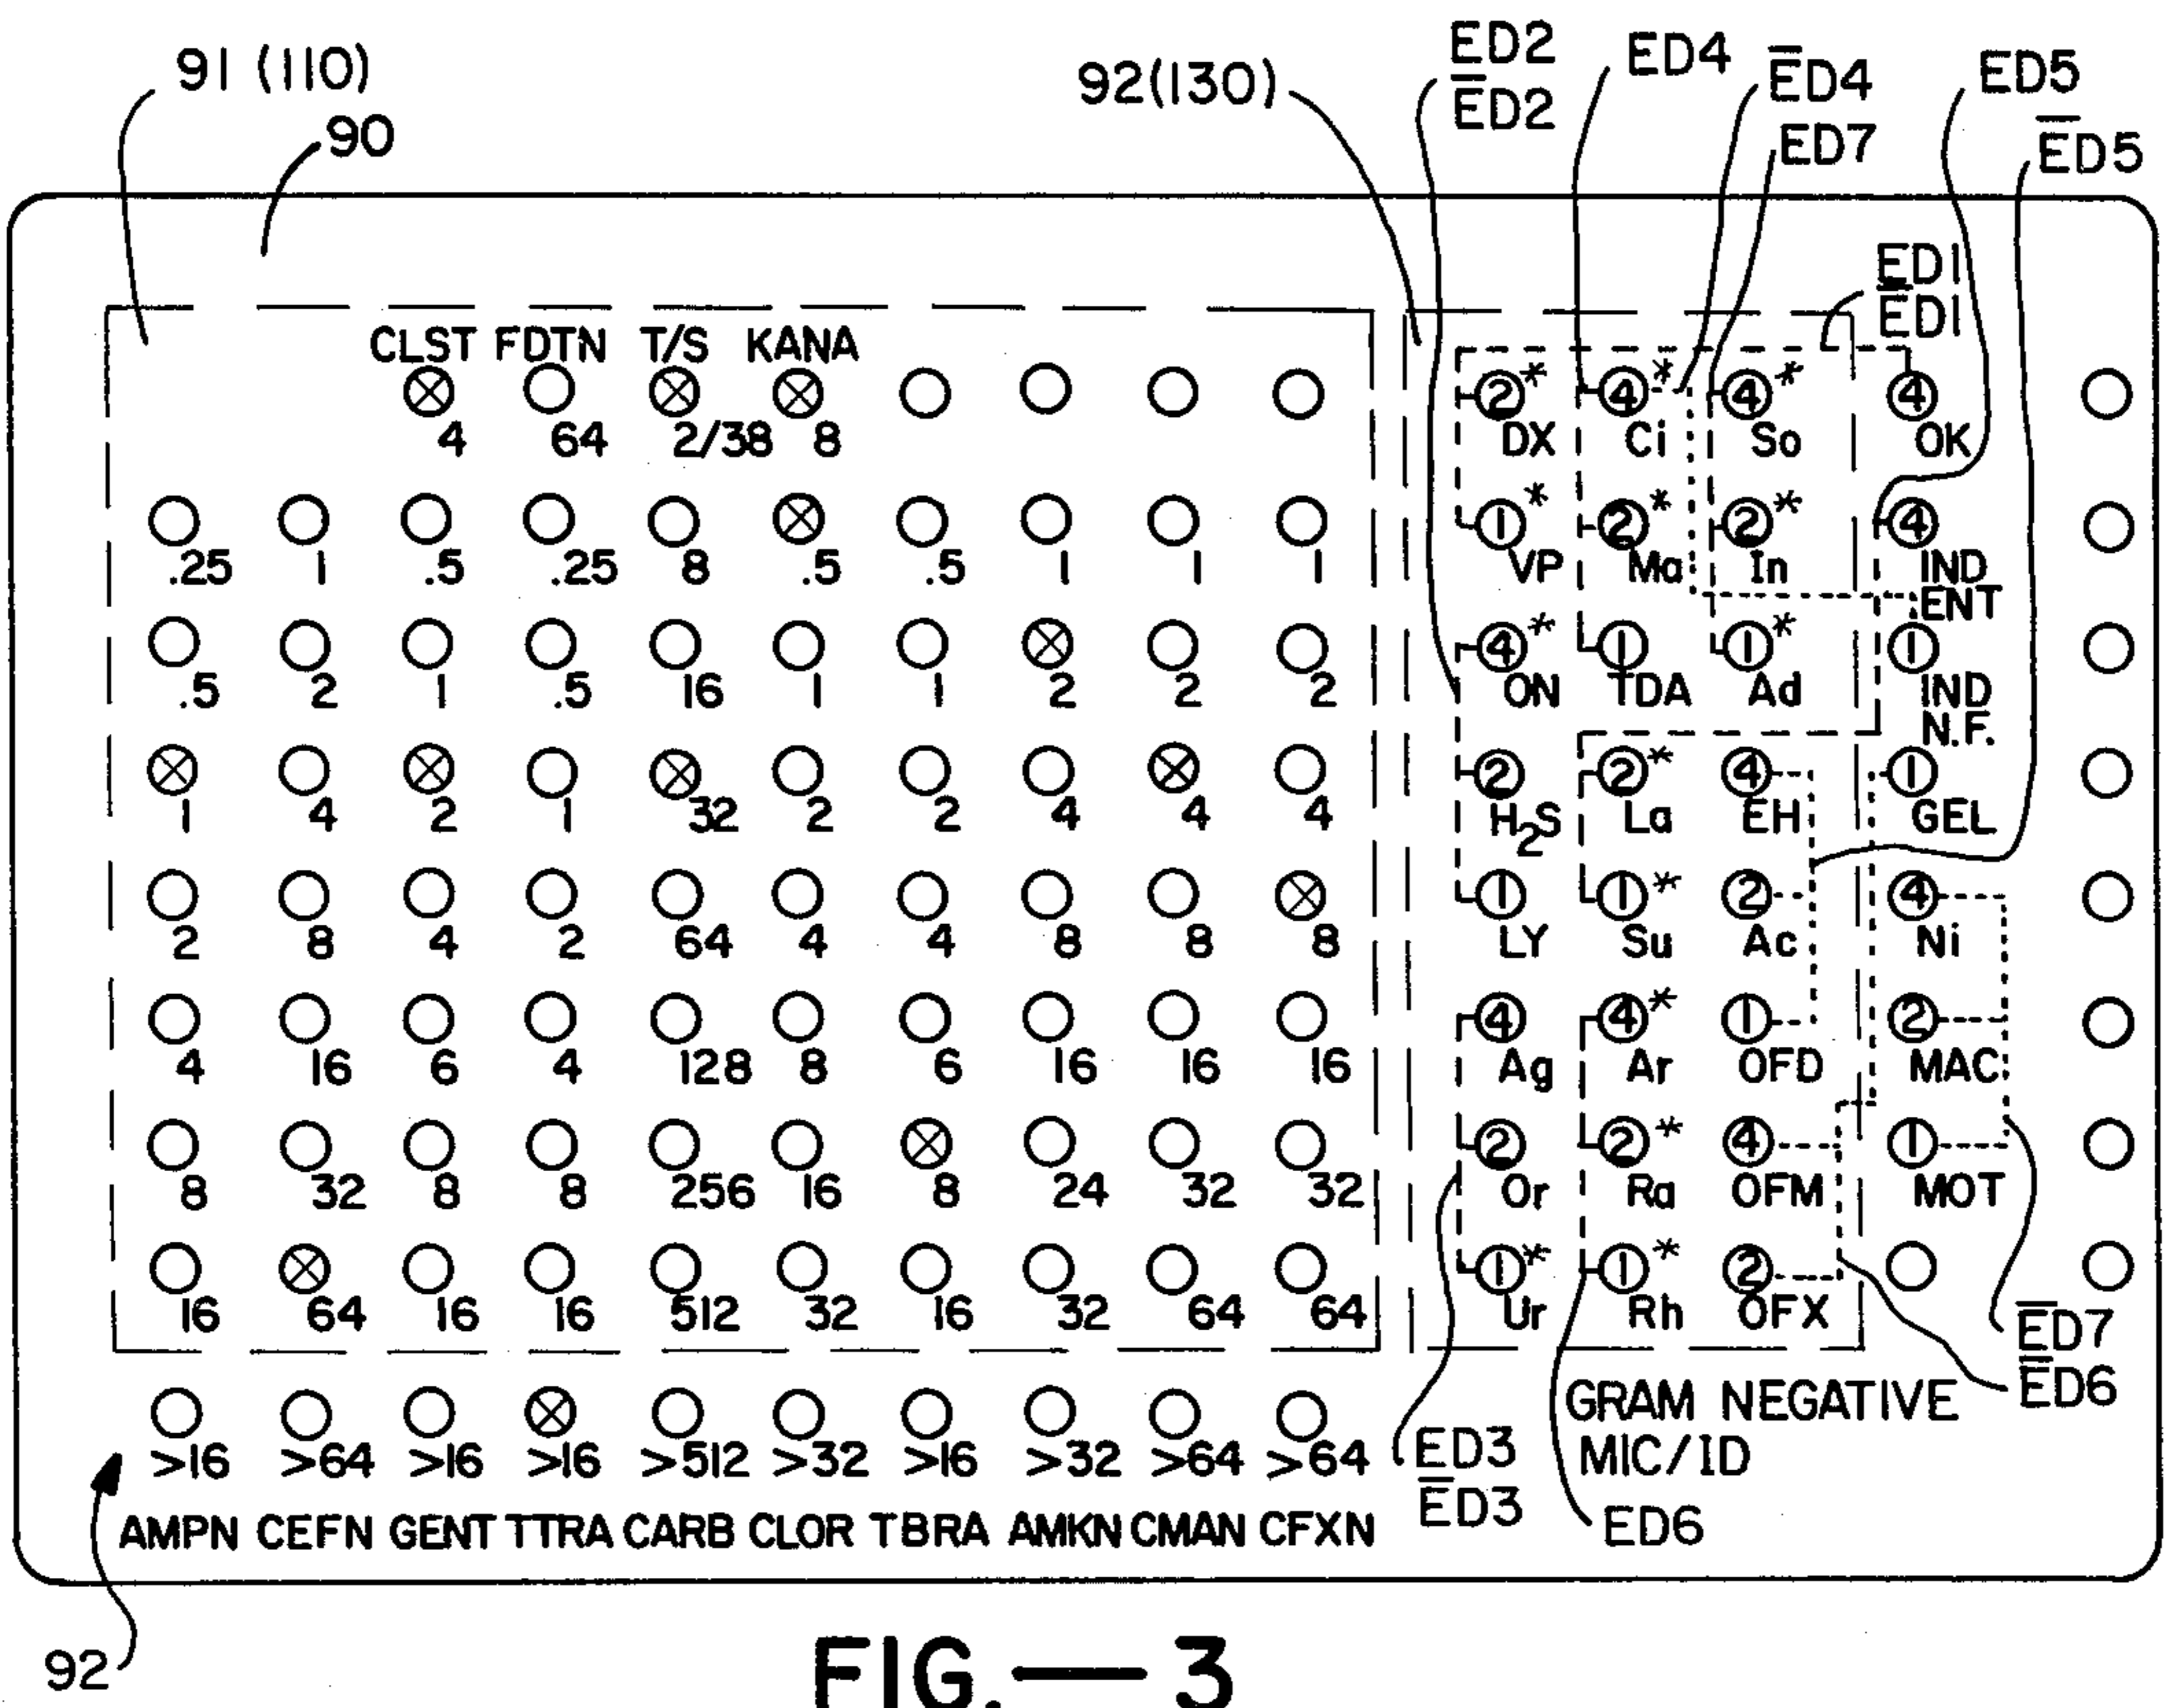 91 (110)
90
92(130)
ED2
E̅D2
ED4
E̅D4
ED7
ED5
E̅D5
ED1
E̅D1
CLST FDTN T/S KANA
4 64 2/38 8
2* 4* 4* 4
DX Ci So OK
.25 1 .5 .25 8 .5 .5 1 1 1
1* 2* 2* 4
VP Ma In IND ENT
.5 2 1 .5 16 1 1 2 2 2
4* 1 1* 1
ON TDA Ad IND N.F.
1 4 2 1 32 2 2 4 4 4
2 2* 4 1
H2S La EH GEL
2 8 4 2 64 4 4 8 8 8
1 1* 2 4
LY Su Ac Ni
4 16 6 4 128 8 6 16 16 16
4 4* 1 2
Ag Ar OFD MAC
8 32 8 8 256 16 8 24 32 32
2 2* 4 1
Or Ra OFM MOT
16 64 16 16 512 32 16 32 64 64
1* 1* 2
Ur Rh OFX
>16 >64 >16 >16 >512 >32 >16 >32 >64 >64
AMPN CEFN GENT TTRA CARB CLOR TBRA AMKN CMAN CFXN
GRAM NEGATIVE
MIC/ID
E̅D7
E̅D6
ED3
E̅D3
ED6
92
FIG.—3